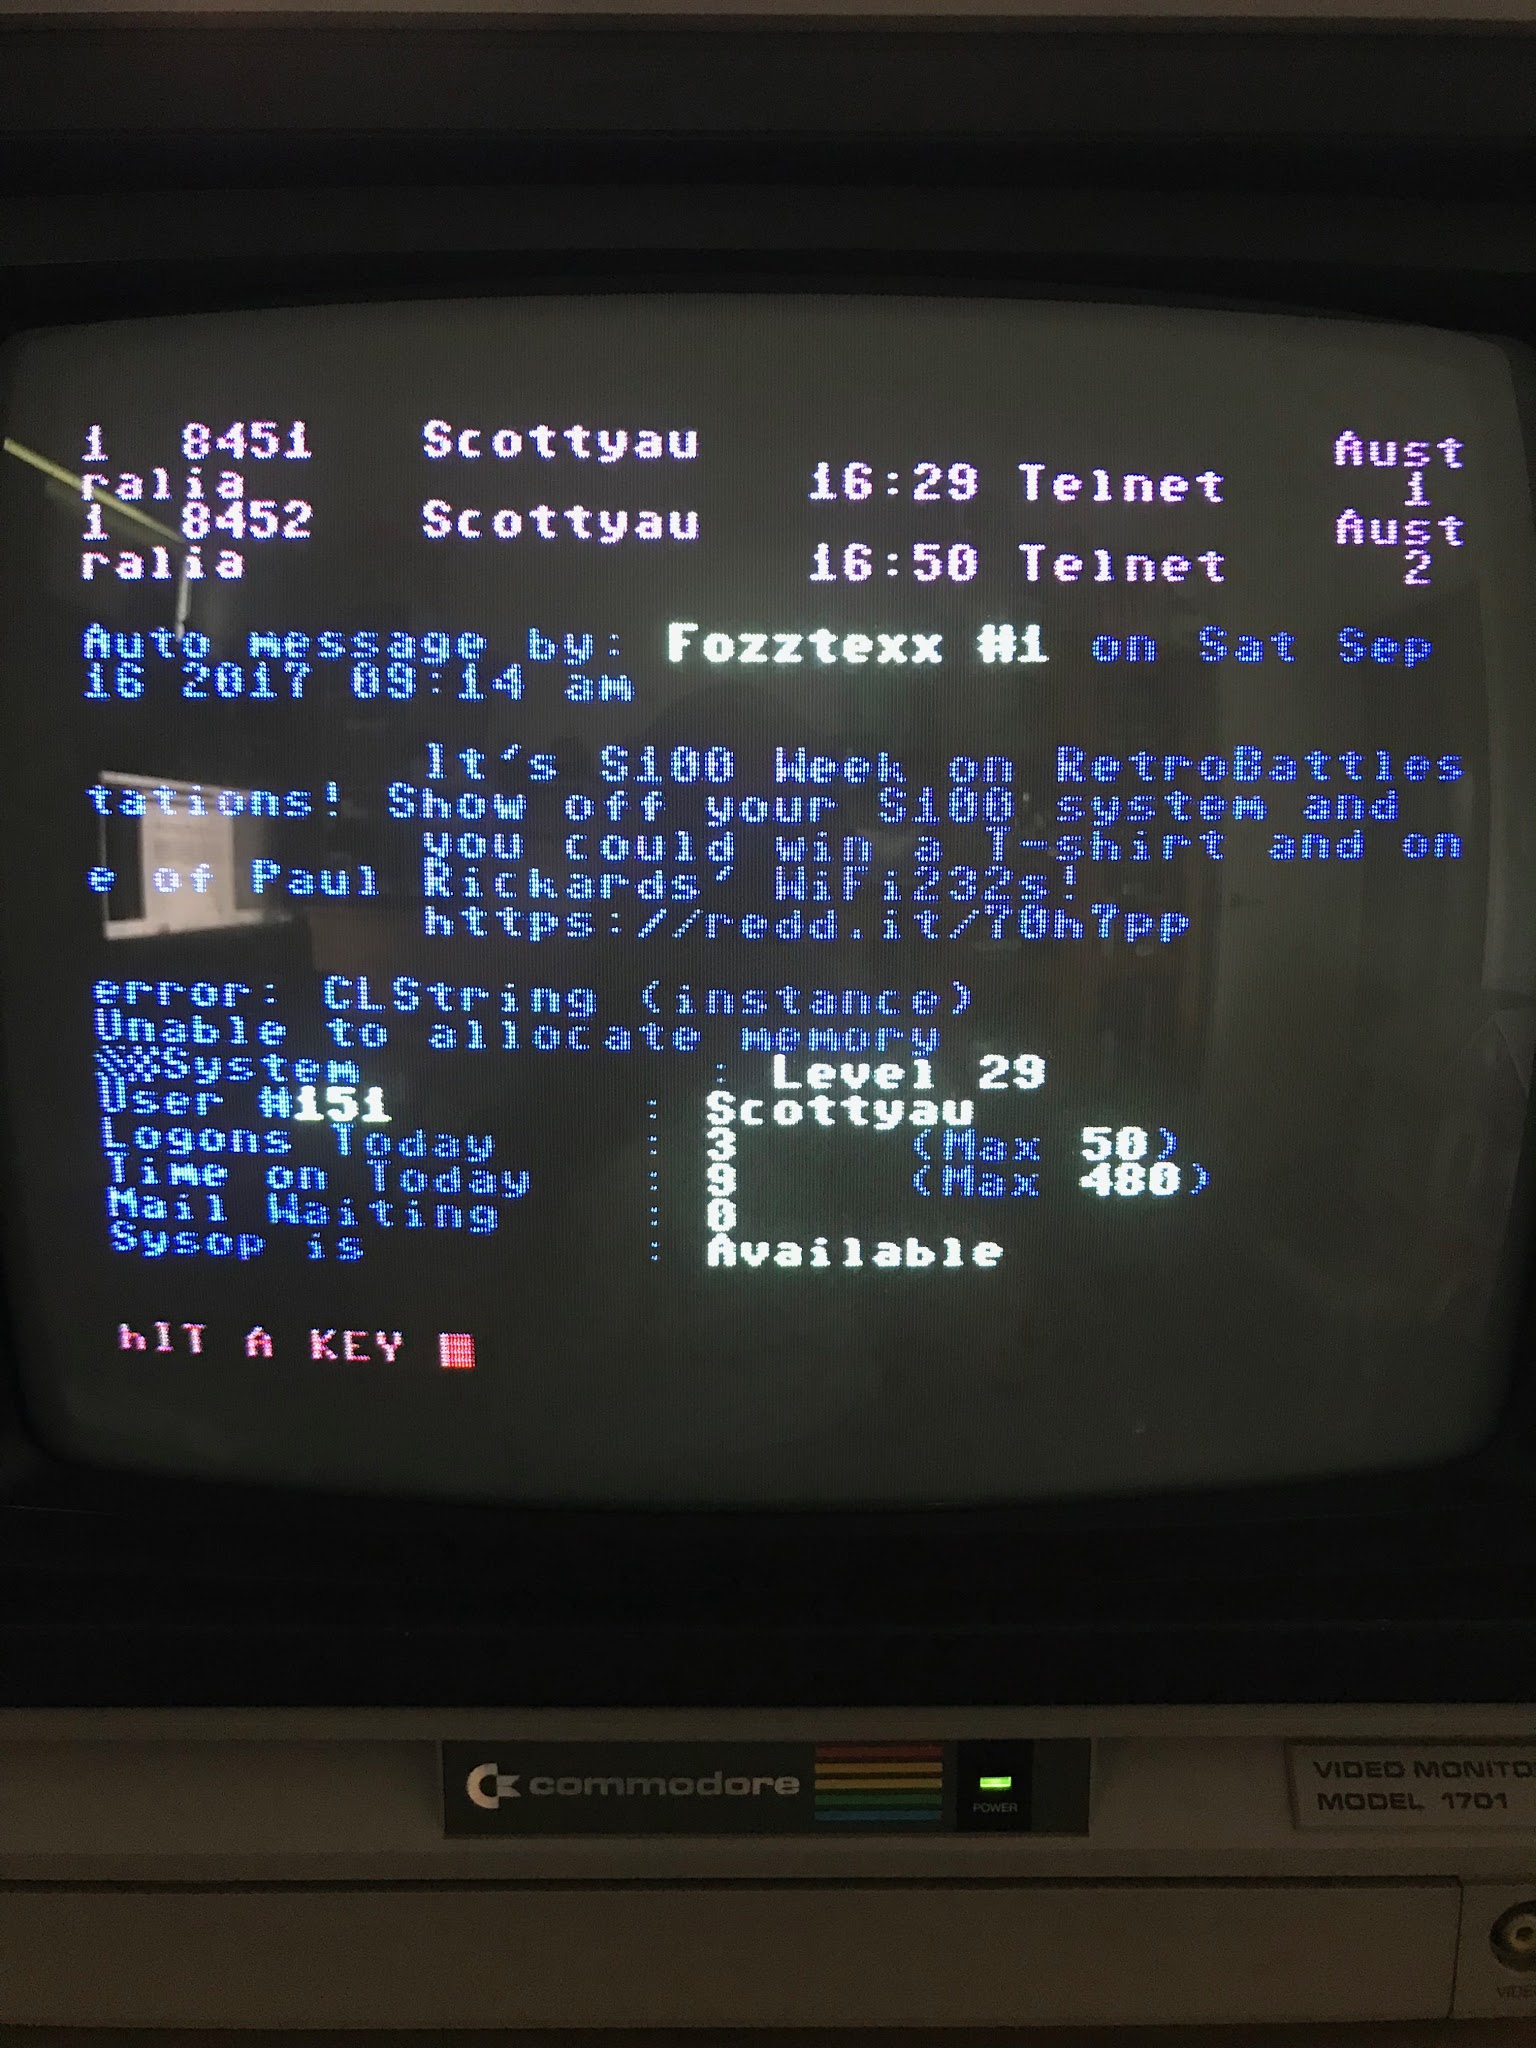 1  8451  Scottyau  Aust
ralia  16:29 Telnet  1
1  8452  Scottyau  Aust
ralia  16:50 Telnet  2
Auto message by: Fozztexx #1 on Sat Sep
16 2017 09:14 am
It's S100 Week on RetroBattles
tations! Show off your S100 system and
you could win a T-shirt and on
e of Paul Rickards' WiFi232s!
https://redd.it/70h7pp
error: CLString (instance)
Unable to allocate memory
System : Level 29
User #151 : Scottyau
Logons Today : 3 (Max 50)
Time on Today : 9 (Max 480)
Mail Waiting : 0
Sysop is : Available
hIT A KEY
commodore
POWER
VIDEO MONITO
MODEL 1701
VIDE